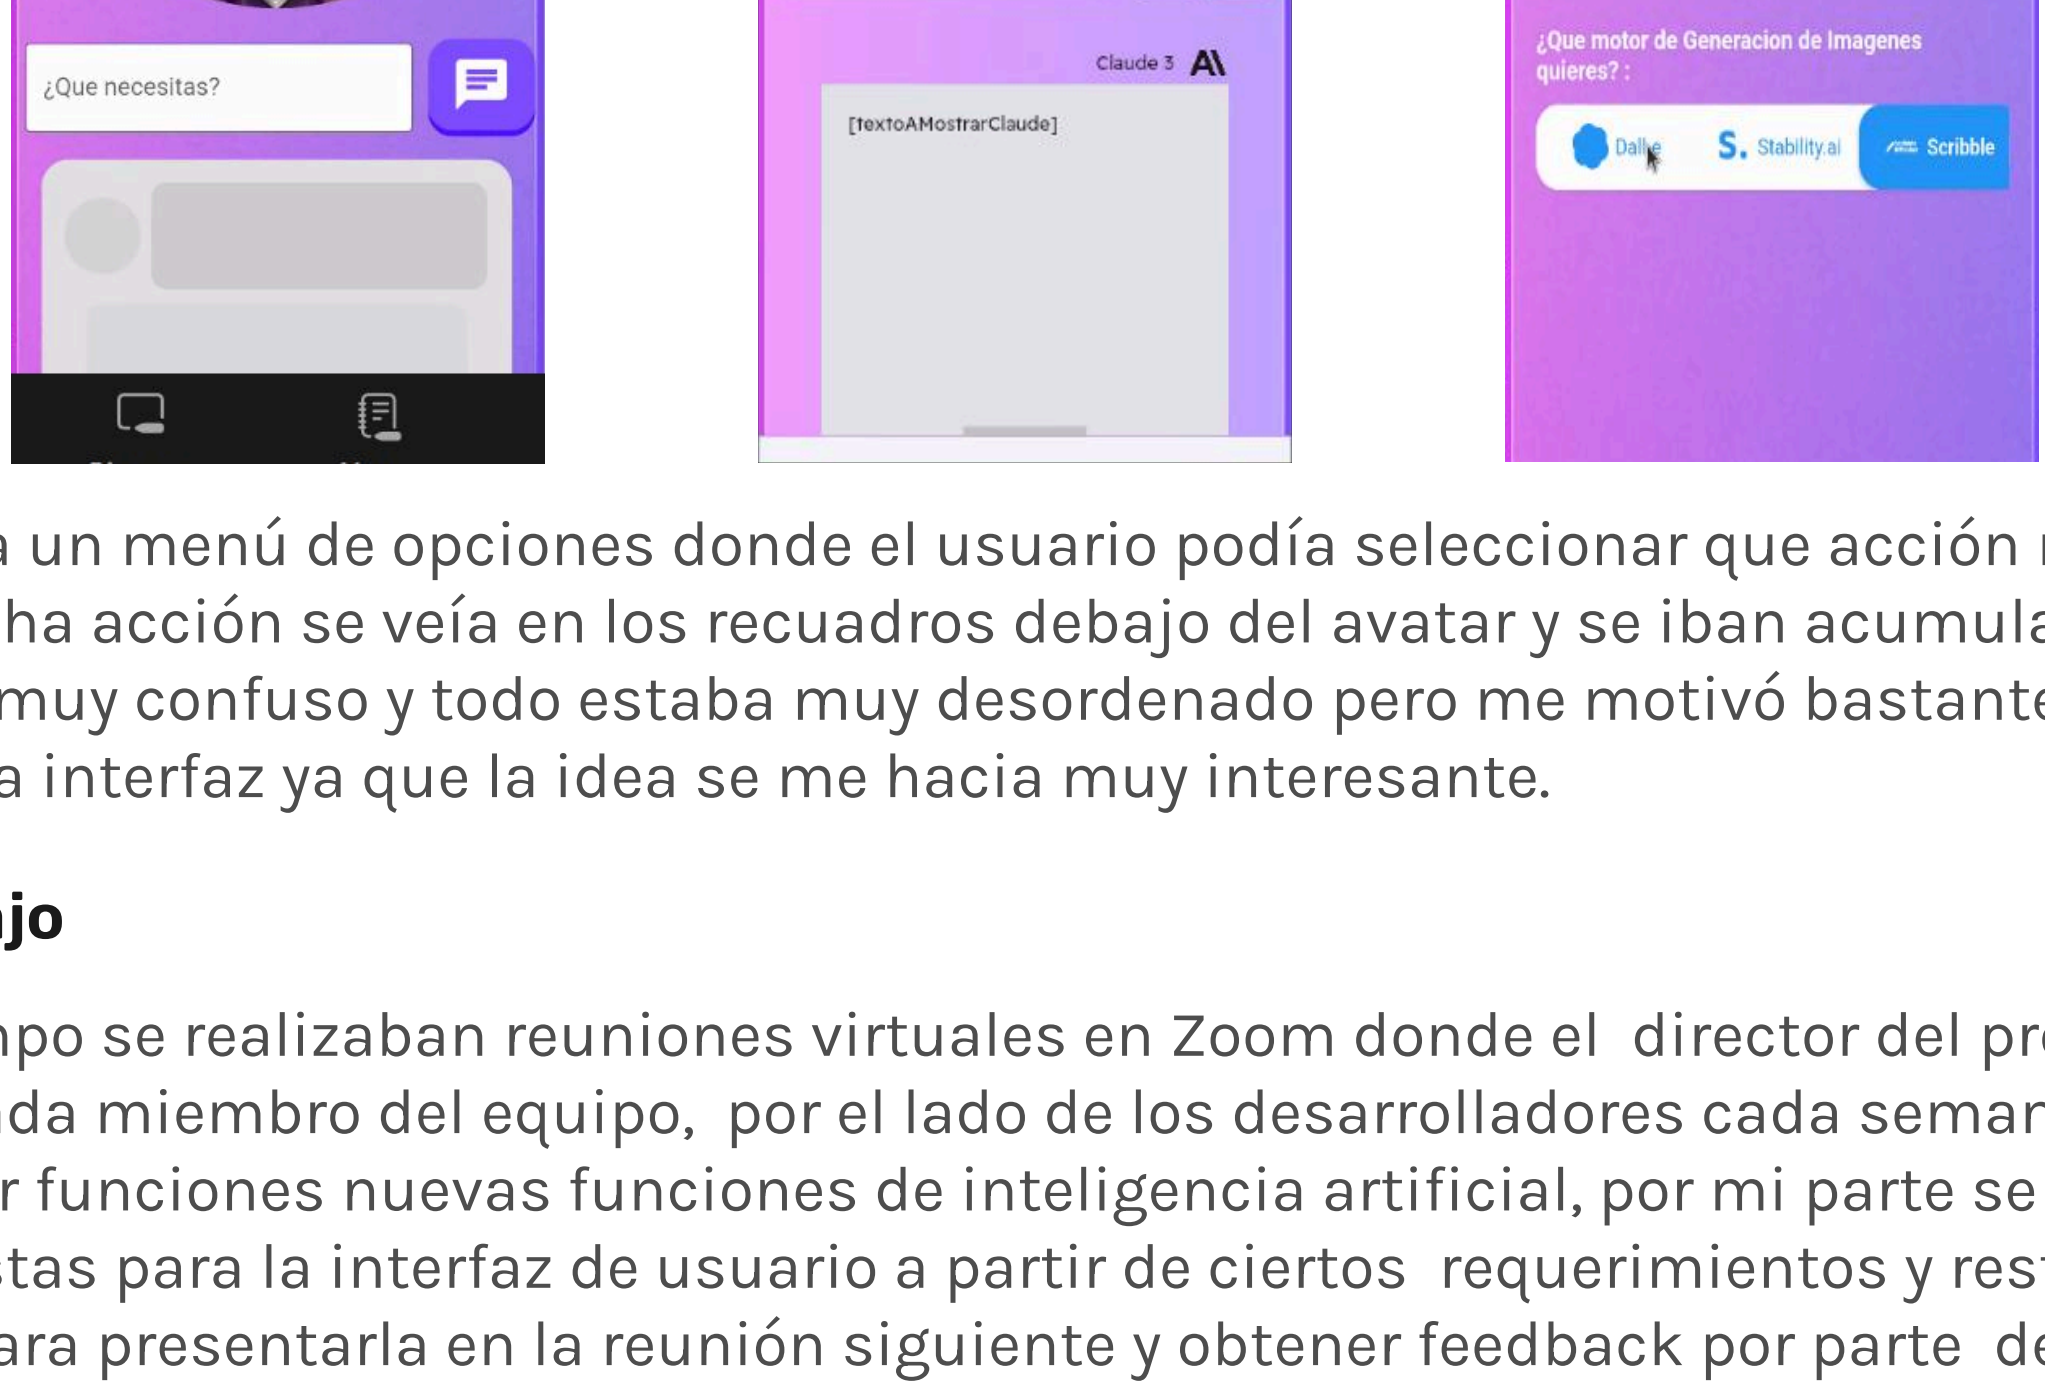 ¿Que necesitas?
Claude 3
[textoAMostrarClaude]
¿Que motor de Generacion de Imagenes
quieres? :
Dall-e S. Stability.ai Scribble
un menú de opciones donde el usuario podía seleccionar que acción
ha acción se veía en los recuadros debajo del avatar y se iban acumula
muy confuso y todo estaba muy desordenado pero me motivó bastante
a interfaz ya que la idea se me hacia muy interesante.
ajo
mpo se realizaban reuniones virtuales en Zoom donde el director del pro
ada miembro del equipo, por el lado de los desarrolladores cada seman
r funciones nuevas funciones de inteligencia artificial, por mi parte se
stas para la interfaz de usuario a partir de ciertos requerimientos y rest
ara presentarla en la reunión siguiente y obtener feedback por parte de